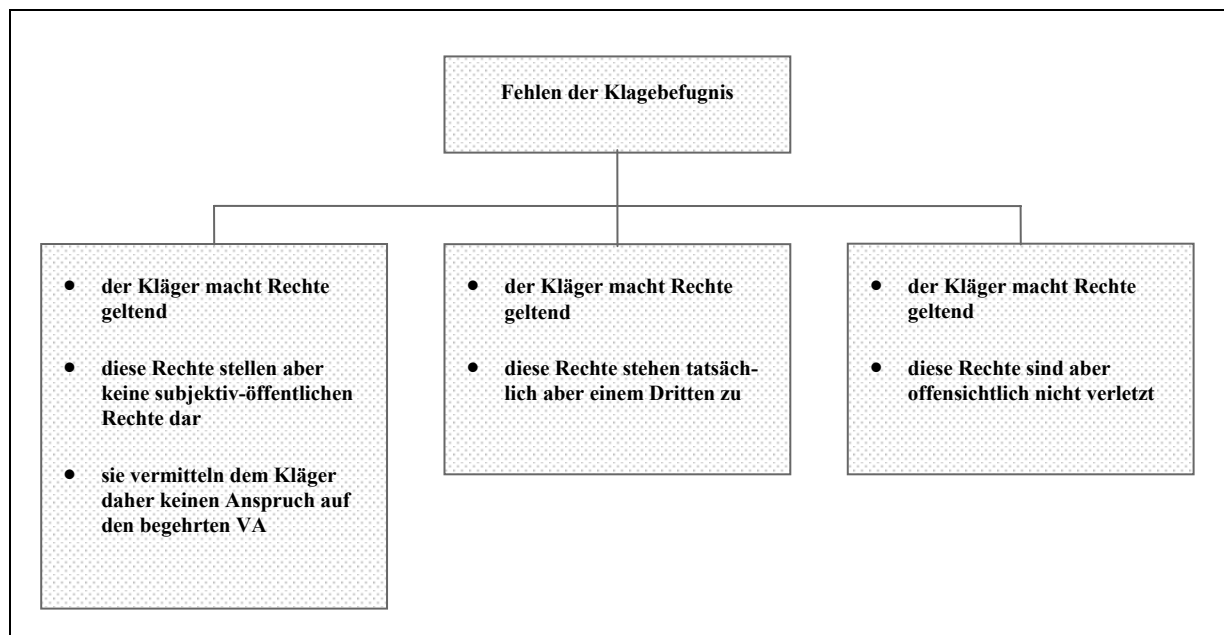 Fehlen der Klagebefugnis
• der Kläger macht Rechte
geltend
• diese Rechte stellen aber
keine subjektiv-öffentlichen
Rechte dar
• sie vermitteln dem Kläger
daher keinen Anspruch auf
den begehrten VA
• der Kläger macht Rechte
geltend
• diese Rechte stehen tatsäch-
lich aber einem Dritten zu
• der Kläger macht Rechte
geltend
• diese Rechte sind aber
offensichtlich nicht verletzt